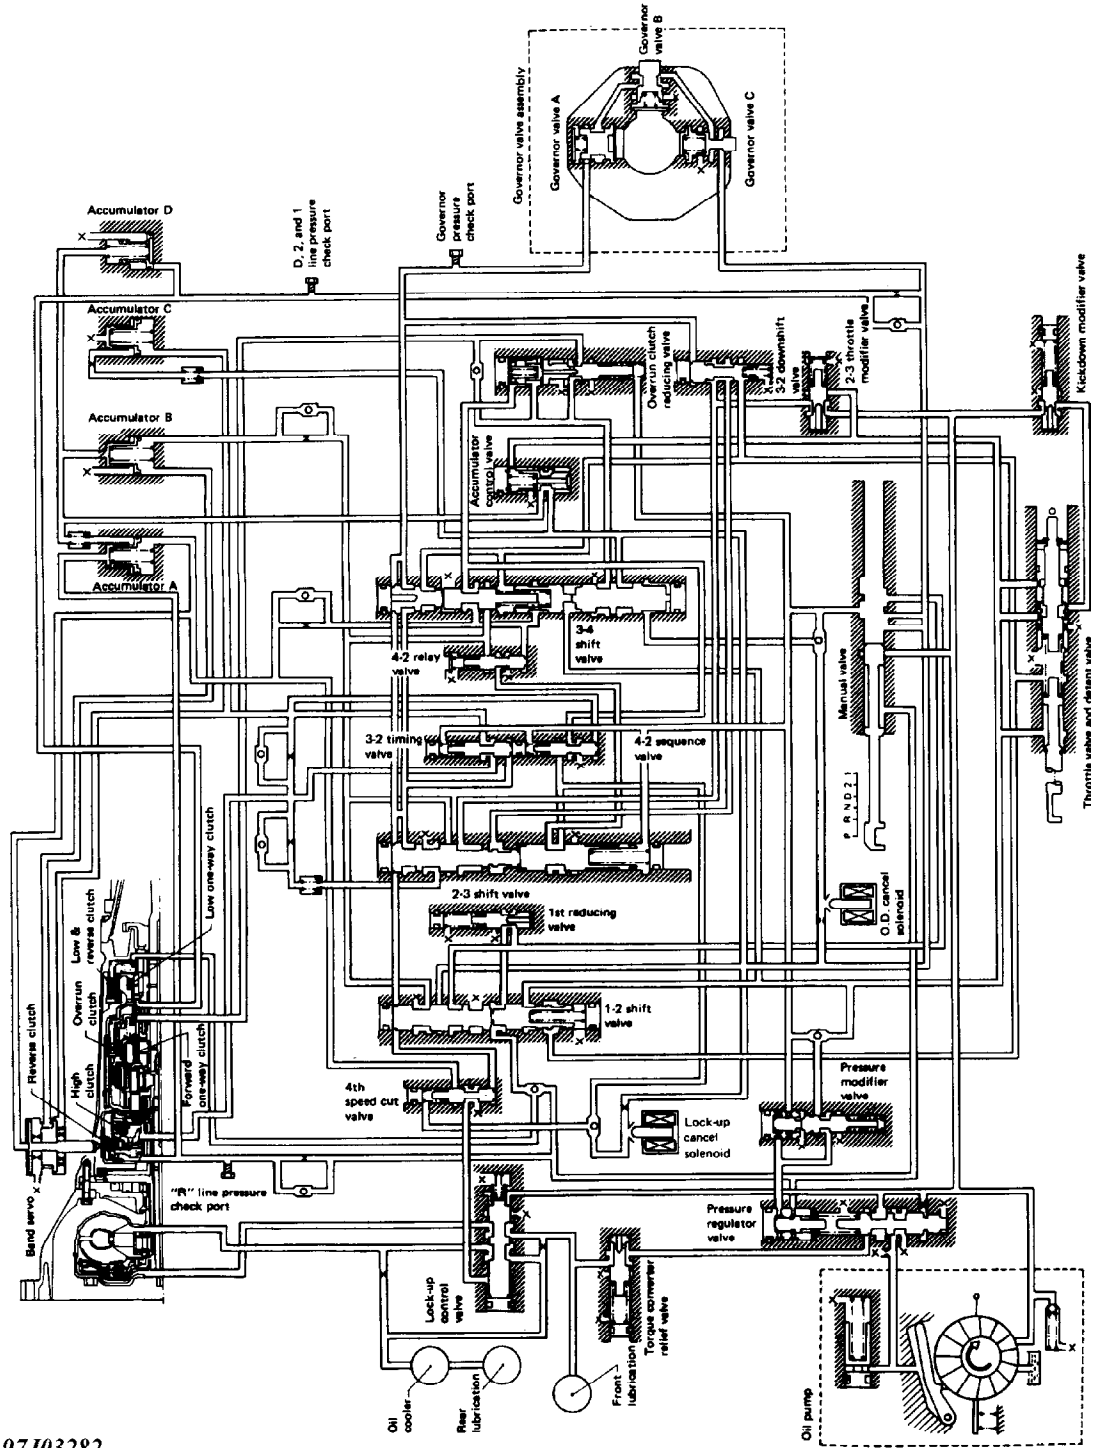 Governor
valve B
Governor valve assembly
Governor valve A
Governor valve C
Accumulator D
D, 2, and 1
line pressure
check port
Governor
pressure
check port
Accumulator C
Accumulator B
Accumulator A
Overrun clutch
reducing valve
3-2 downshift
valve
2-3 throttle
modifier valve
Kickdown modifier valve
Accumulator
control valve
3-4
shift
valve
4-2 relay
valve
3-2 timing
valve
4-2 sequence
valve
Manual valve
P R N D 2 1
Throttle valve and detent valve
Low one-way clutch
Low &
reverse clutch
Overrun
clutch
Reverse clutch
High
clutch
Forward
one-way clutch
Band servo
"R" line pressure
check port
2-3 shift valve
1st reducing
valve
O.D. cancel
solenoid
1-2 shift
valve
4th
speed cut
valve
Lock-up
cancel
solenoid
Pressure
modifier
valve
Pressure
regulator
valve
Lock-up
control
valve
Torque converter
relief valve
Oil
cooler
Rear
lubrication
Front
lubrication
Oil pump
97J03282